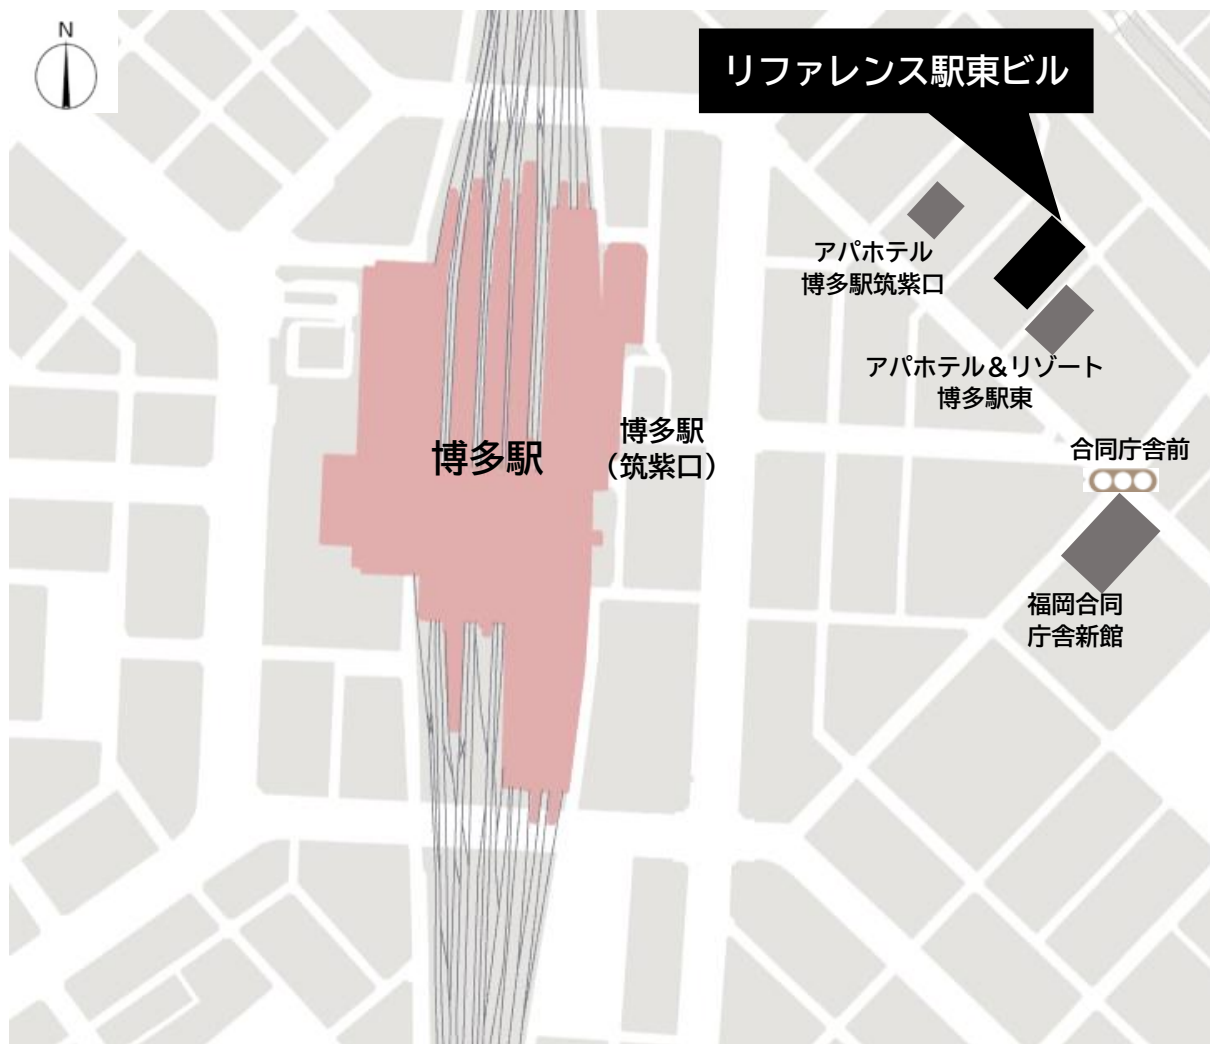 N
リファレンス駅東ビル
アパホテル
博多駅筑紫口
アパホテル＆リゾート
博多駅東
博多駅
博多駅
（筑紫口）
合同庁舎前
福岡合同
庁舎新館